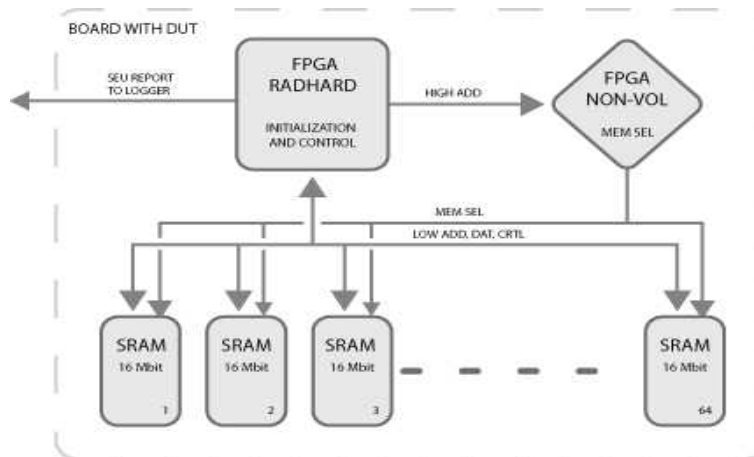 BOARD WITH DUT
SEU REPORT
TO LOGGER
FPGA
RADHARD
INITIALIZATION
AND CONTROL
HIGH ADD
FPGA
NON-VOL
MEM SEL
MEM SEL
LOW ADD, DAT, CRTL
SRAM
16 Mbit
1
SRAM
16 Mbit
2
SRAM
16 Mbit
3
SRAM
16 Mbit
64